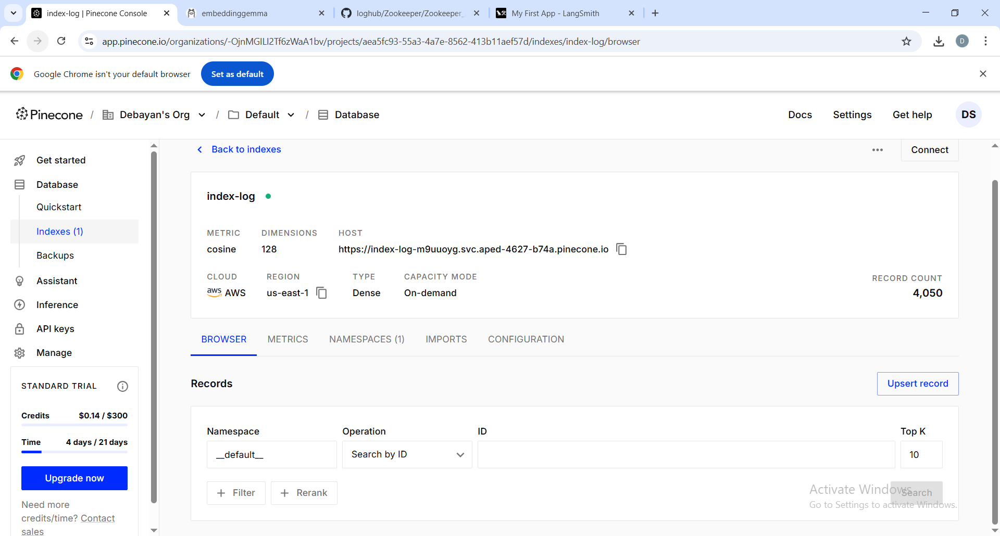 index-log | Pinecone Console
embeddinggemma
loghub/Zookeeper/Zookeeper_
My First App - LangSmith
app.pinecone.io/organizations/-OjnMGILI2Tf6zWaA1bv/projects/aea5fc93-55a3-4a7e-8562-413b11aef57d/indexes/index-log/browser
D
Google Chrome isn't your default browser
Set as default
Pinecone / Debayan's Org / Default / Database
Docs
Settings
Get help
DS
Get started
Database
Quickstart
Indexes (1)
Backups
Assistant
Inference
API keys
Manage
STANDARD TRIAL
Credits $0.14 / $300
Time 4 days / 21 days
Upgrade now
Need more
credits/time? Contact
sales
Back to indexes
Connect
index-log
METRIC DIMENSIONS HOST
cosine 128 https://index-log-m9uuoyg.svc.aped-4627-b74a.pinecone.io
CLOUD REGION TYPE CAPACITY MODE RECORD COUNT
aws AWS us-east-1 Dense On-demand 4,050
BROWSER METRICS NAMESPACES (1) IMPORTS CONFIGURATION
Records
Upsert record
Namespace Operation ID Top K
__default__ Search by ID 10
Filter Rerank
Search
Activate Windows
Go to Settings to activate Windows.